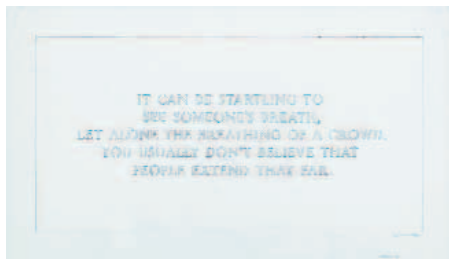 IT CAN BE STARTLING TO
SEE SOMEONE'S BREATH,
LET ALONE THE BREATHING OF A CROWD.
YOU USUALLY DON'T BELIEVE THAT
PEOPLE EXTEND THAT FAR.